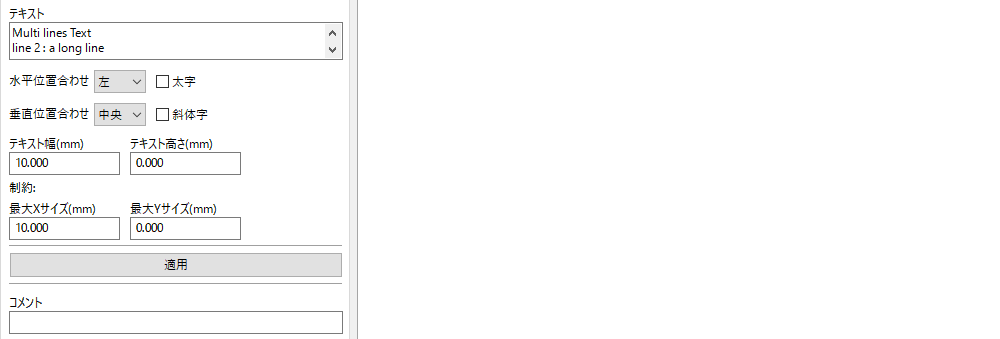 テキスト
Multi lines Text
line 2 : a long line
水平位置合わせ 左 太字
垂直位置合わせ 中央 斜体字
テキスト幅(mm) テキスト高さ(mm)
10.000 0.000
制約:
最大Xサイズ(mm) 最大Yサイズ(mm)
10.000 0.000
適用
コメント